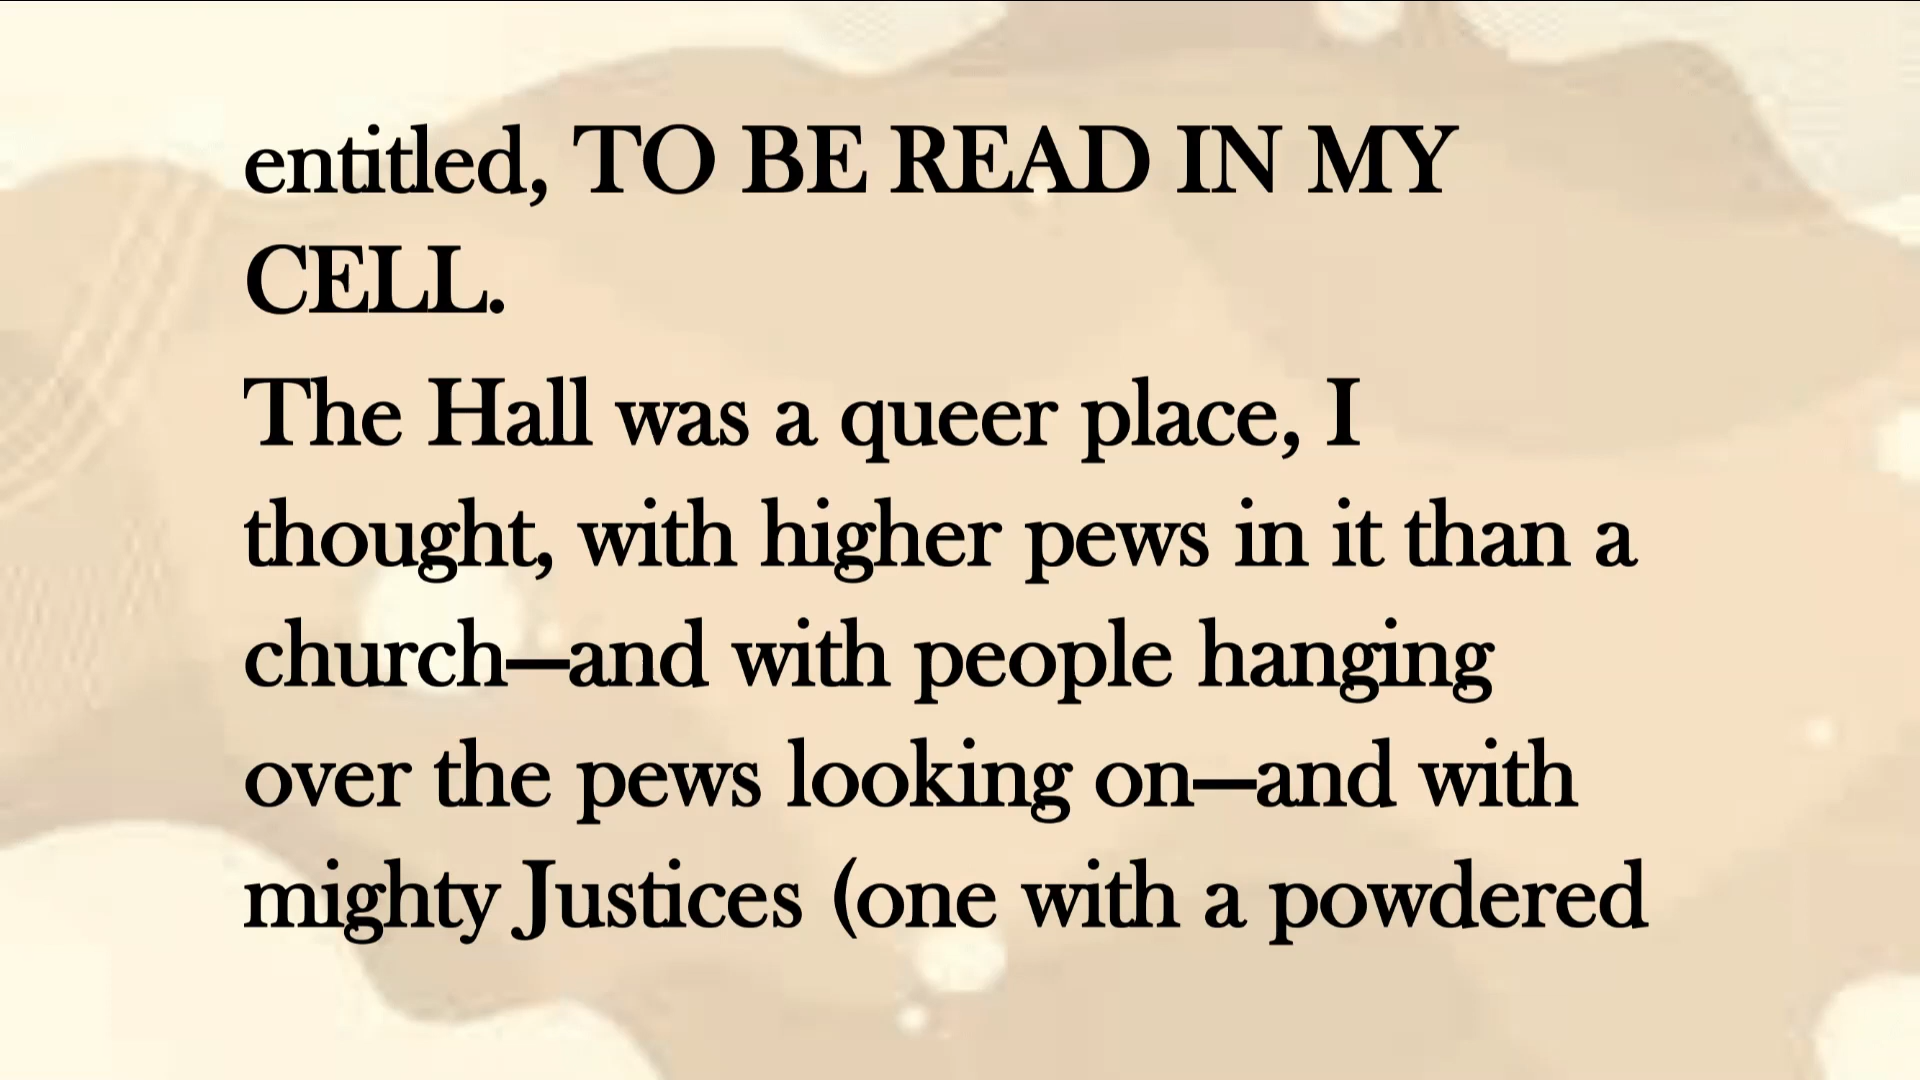 entitled, TO BE READ IN MY
CELL.
The Hall was a queer place, I
thought, with higher pews in it than a
church—and with people hanging
over the pews looking on—and with
mighty Justices (one with a powdered